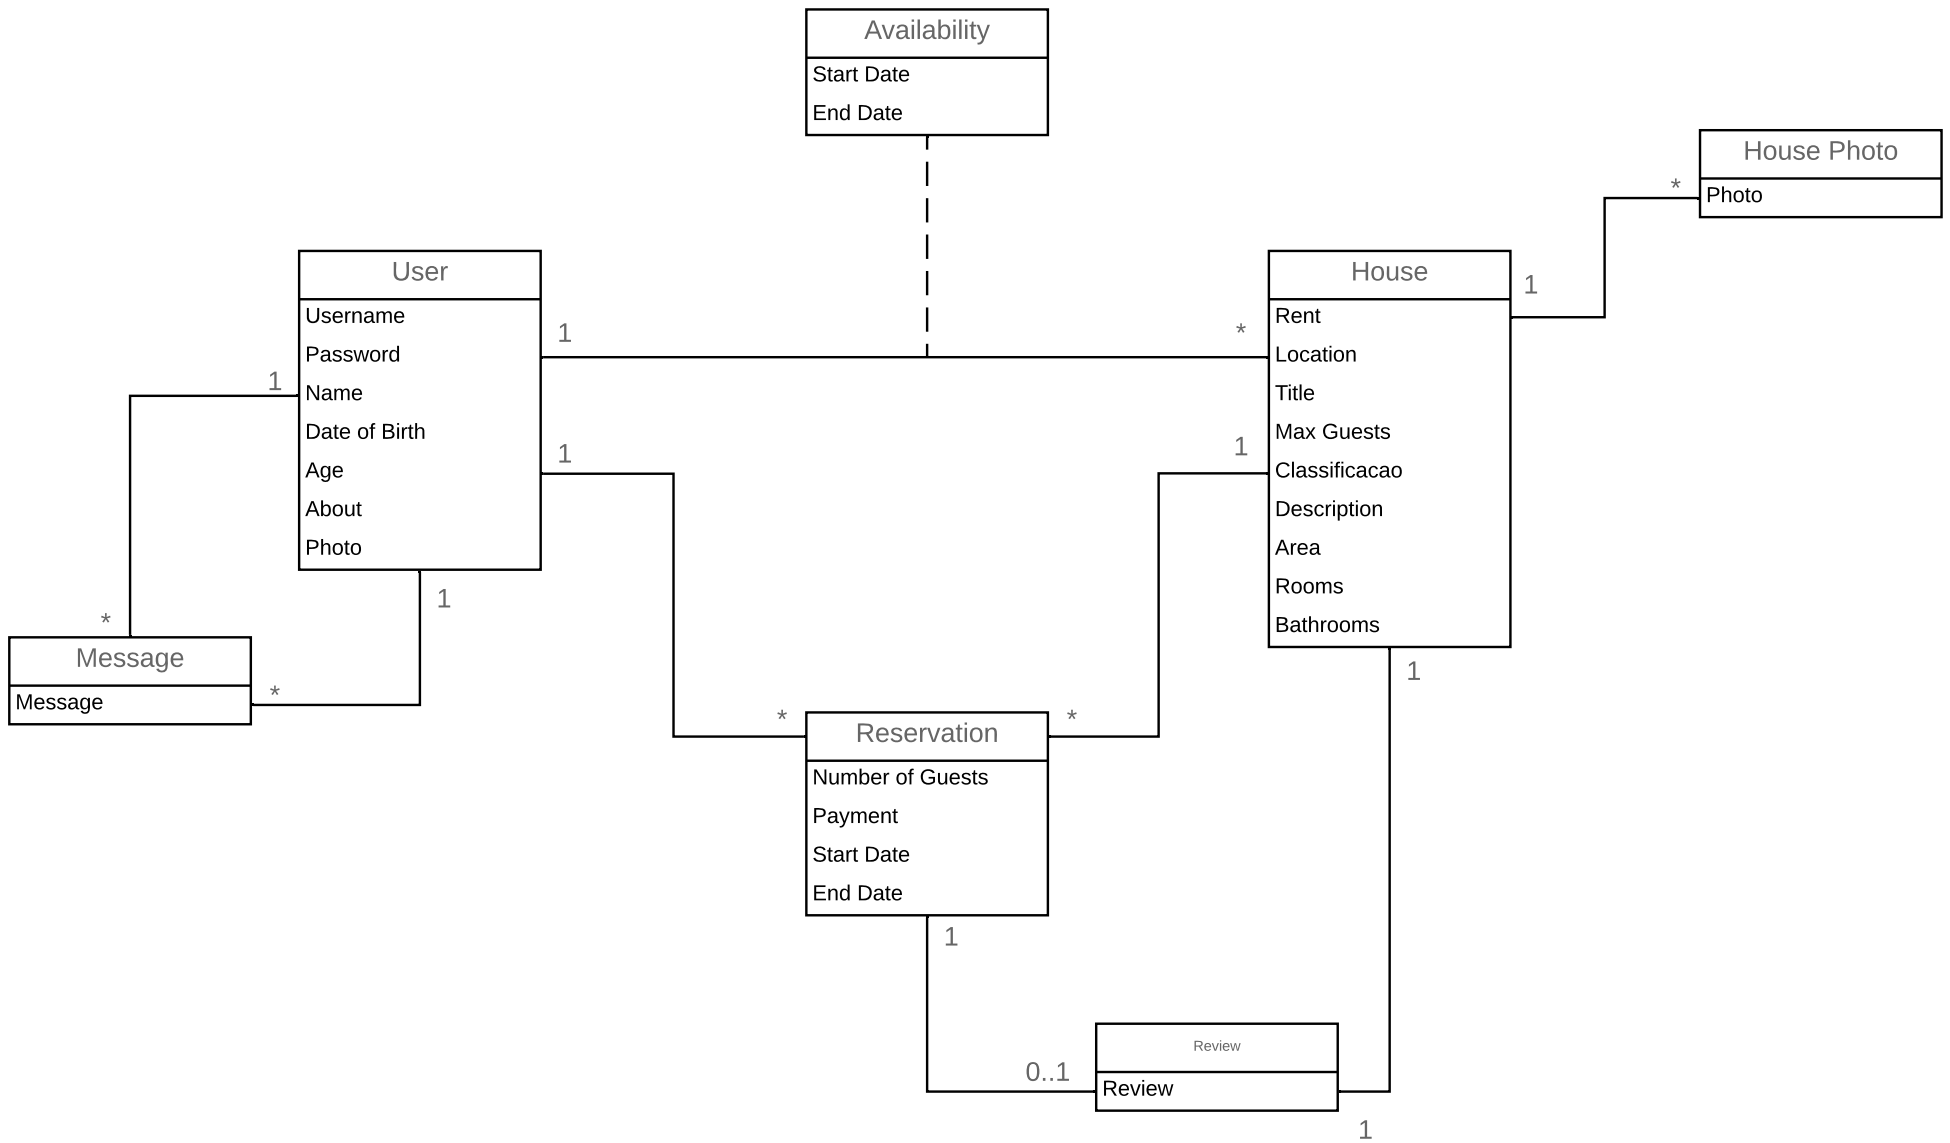 Availability
Start Date
End Date
House Photo
Photo
*
1
User
Username
Password
Name
Date of Birth
Age
About
Photo
1
*
1
1
1
1
*
*
House
Rent
Location
Title
Max Guests
Classificacao
Description
Area
Rooms
Bathrooms
1
Message
Message
*
*
Reservation
Number of Guests
Payment
Start Date
End Date
1
0..1
Review
Review
1